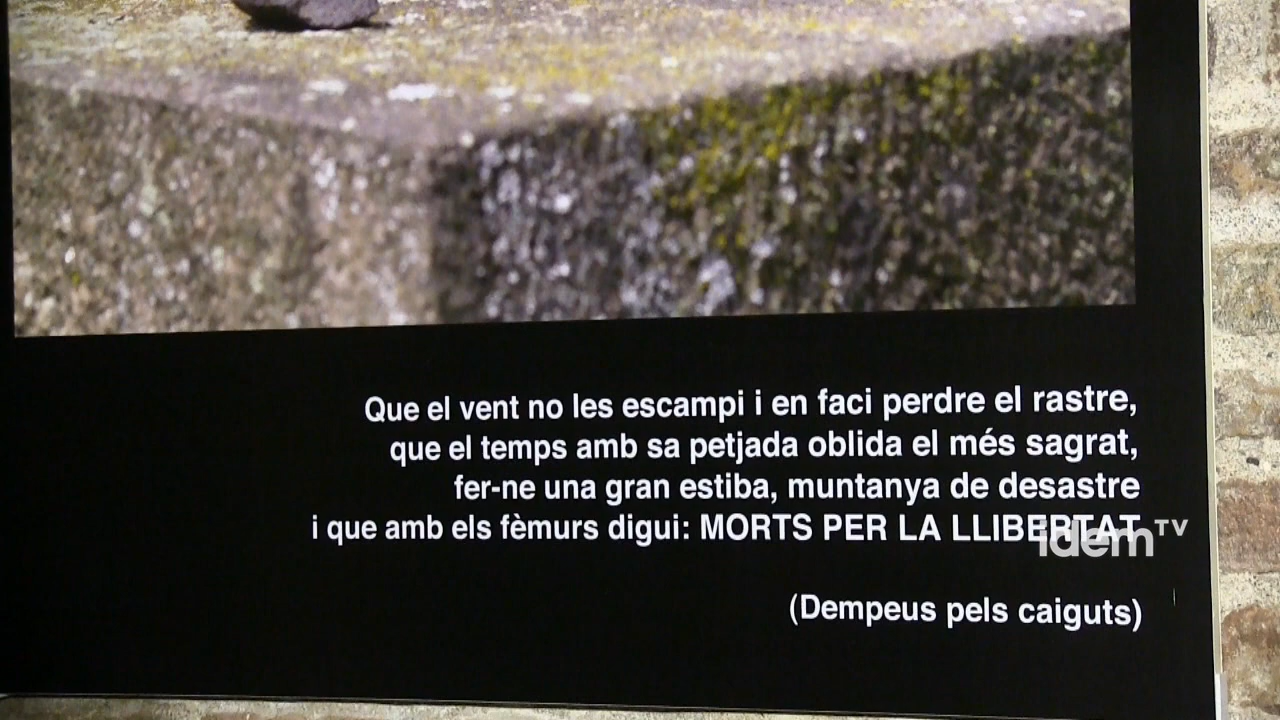 Que el vent no les escampi i en faci perdre el rastre,
que el temps amb sa petjada oblida el més sagrat,
fer-ne una gran estiba, muntanya de desastre
i que amb els fèmurs digui: MORTS PER LA LLIBERTAT
idem TV
(Dempeus pels caiguts)